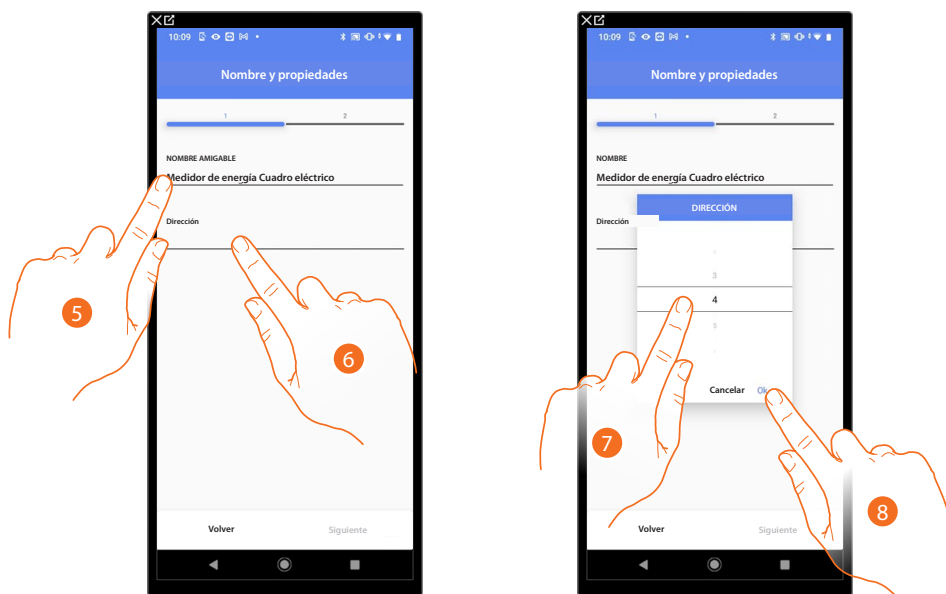 10:09
Nombre y propiedades
1
2
NOMBRE AMIGABLE
Medidor de energía Cuadro eléctrico
Dirección
5
6
Volver
Siguiente
10:09
Nombre y propiedades
1
2
NOMBRE
Medidor de energía Cuadro eléctrico
Dirección
DIRECCIÓN
3
4
Cancelar
Ok
7
8
Volver
Siguiente